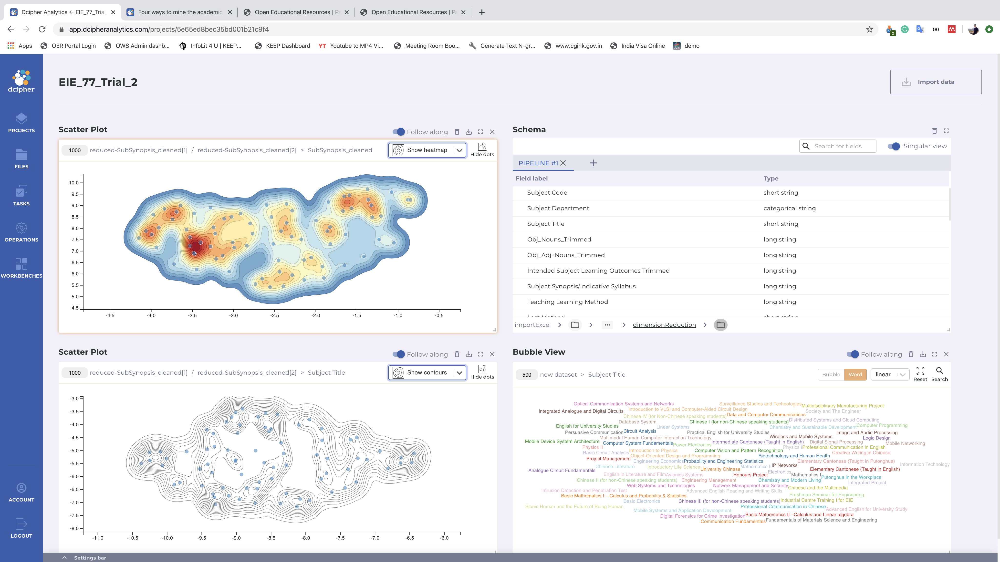 Dcipher Analytics ← EIE_77_Trial
Four ways to mine the academic
Open Educational Resources | Pa
Open Educational Resources | Pa
app.dcipheranalytics.com/projects/5e65ed8bec35bd001b21c9f4
0
Apps
OER Portal Login
OWS Admin dashb...
InfoLit 4 U | KEEP...
KEEP Dashboard
YT Youtube to MP4 Vi...
Meeting Room Boo...
Generate Text N-gr...
www.cgihk.gov.in
India Visa Online
demo
dcipher
PROJECTS
FILES
TASKS
OPERATIONS
WORKBENCHES
ACCOUNT
LOGOUT
EIE_77_Trial_2
Import data
Scatter Plot
Follow along
1000 reduced-SubSynopsis_cleaned[1] / reduced-SubSynopsis_cleaned[2] > SubSynopsis_cleaned
Show heatmap
Hide dots
10.0
9.5
9.0
8.5
8.0
7.5
7.0
6.5
6.0
5.5
5.0
4.5
-4.5 -4.0 -3.5 -3.0 -2.5 -2.0 -1.5 -1.0 -0.5
Schema
Search for fields
Singular view
PIPELINE #1
Field label Type
Subject Code short string
Subject Department categorical string
Subject Title short string
Obj_Nouns_Trimmed long string
Obj_Adj+Nouns_Trimmed long string
Intended Subject Learning Outcomes Trimmed long string
Subject Synopsis/Indicative Syllabus long string
Teaching Learning Method long string
importExcel > > ... > dimensionReduction >
Scatter Plot
Follow along
1000 reduced-SubSynopsis_cleaned[1] / reduced-SubSynopsis_cleaned[2] > Subject Title
Show contours
Hide dots
-3.0
-3.5
-4.0
-4.5
-5.0
-5.5
-6.0
-6.5
-7.0
-7.5
-8.0
-11.0 -10.5 -10.0 -9.5 -9.0 -8.5 -8.0 -7.5 -7.0 -6.5 -6.0
Bubble View
Follow along
500 new dataset > Subject Title
Bubble Word
linear
Reset
Search
Optical Communication Systems and Networks
Surveillance Studies and Technologies
Multidisciplinary Manufacturing Project
Integrated Analogue and Digital Circuits
Introduction to VLSI and Computer-Aided Circuit Design
Society and The Engineer
Chinese IV (for Non-Chinese speaking students)
Data and Computer Communications
Database System
Chinese I (for non-Chinese speaking students)
Distributed Systems and Cloud Computing
English for University Studies
Linear Systems
Chemistry and Sustainable Development
Computer Programming
Persuasive Communication
Circuit Analysis
Practical English for University Studies
Image and Audio Processing
Multimodal Human Computer Interaction Technology
Wireless and Mobile Systems
Logic Design
Mobile Device System Architecture
Computer System Fundamentals
Power Electronics
Intermediate Cantonese (Taught in English)
Digital Signal Processing
Mobile Networking
Physics II
Physics I
Professional Communication in English
Basic Circuit Analysis
Introduction to Physics
Computer Vision and Pattern Recognition
Creative Writing in Chinese
Project Management
Object-Oriented Design and Programming
Biotechnology and Human Health
Engineering Economics
Probability and Engineering Statistics
Elementary Cantonese (Taught in Putonghua)
Information Technology
Chinese Literature
Introductory Life Science
Mathematics II
IP Networks
Analogue Circuit Fundamentals
University Chinese
Electronics
Elementary Cantonese (Taught in English)
English in Literature and Film
Avionics Systems
Honours Project
Mathematics I
Putonghua in the Workplace
Chinese II (for non-Chinese speaking students)
Engineering Management
Chemistry and Modern Living
Integrated Project
Web Systems and Technologies
Network Management and Security
Chinese and the Multimedia
Intrusion Detection and Penetration Test
Advanced English Reading and Writing Skills
Basic Mathematics I – Calculus and Probability & Statistics
Freshman Seminar for Engineering
Basic Electronics
Chinese III (for non-Chinese speaking students)
Industrial Centre Training I for EIE
Bionic Human and the Future of Being Human
Professional Communication in Chinese
Mobile Systems and Application Development
Advanced English for University Study
Digital Forensics for Crime Investigation
Basic Mathematics II –Calculus and Linear algebra
Communication Fundamentals
Fundamentals of Materials Science and Engineering
Settings bar